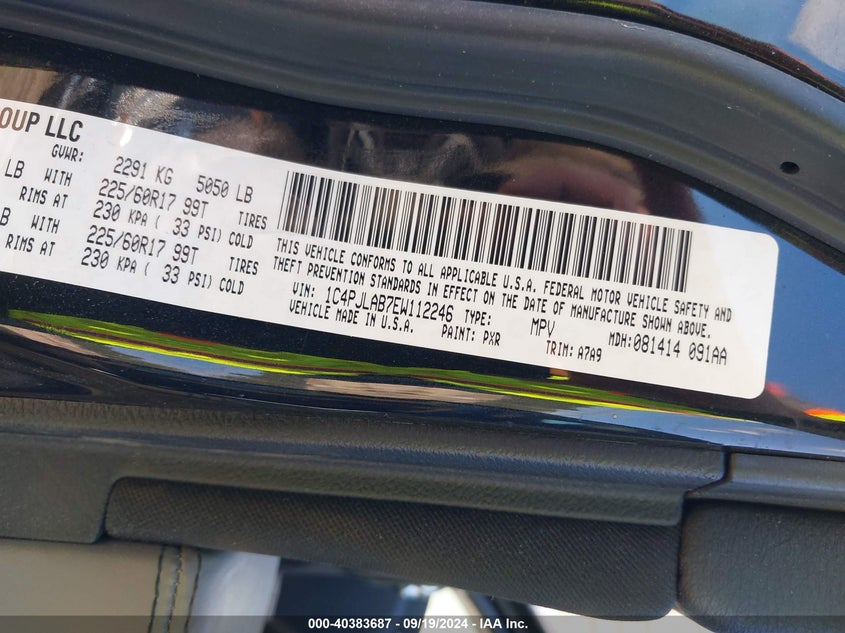 OUP LLC
GVWR: 2291 KG 5050 LB
LB WITH 225/60R17 99T TIRES
RIMS AT 230 KPA ( 33 PSI) COLD
B WITH 225/60R17 99T TIRES
RIMS AT 230 KPA ( 33 PSI) COLD
THIS VEHICLE CONFORMS TO ALL APPLICABLE U.S.A. FEDERAL MOTOR VEHICLE SAFETY AND
THEFT PREVENTION STANDARDS IN EFFECT ON THE DATE OF MANUFACTURE SHOWN ABOVE.
VIN: 1C4PJLAB7EW112246 TYPE: MPV MDH: 081414 091AA
VEHICLE MADE IN U.S.A. PAINT: PXR TRIM: A7A9
000-40383687 - 09/19/2024 - IAA Inc.